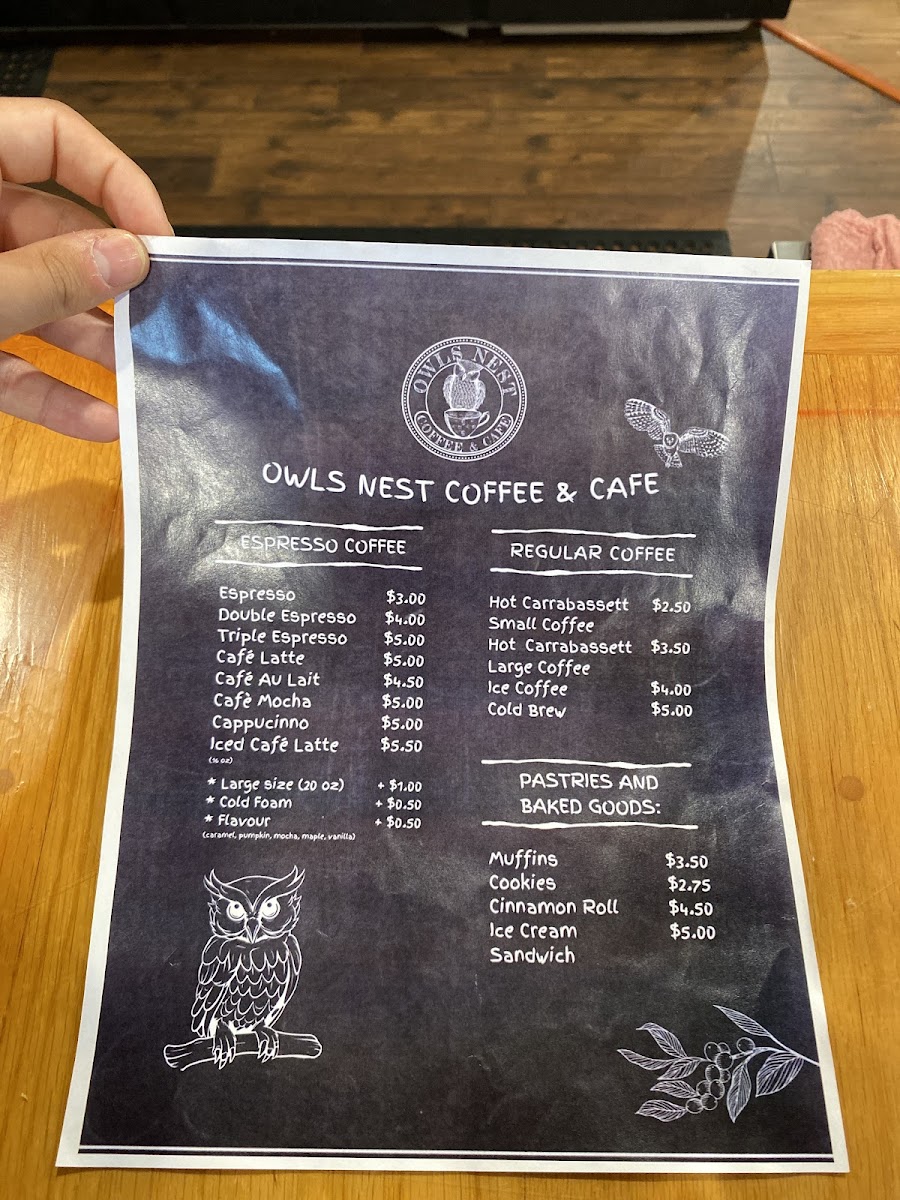 OWLS NEST
COFFEE & CAFE
OWLS NEST COFFEE & CAFE
ESPRESSO COFFEE
Espresso $3.00
Double Espresso $4.00
Triple Espresso $5.00
Café Latte $5.00
Café Au Lait $4.50
Cafè Mocha $5.00
Cappucinno $5.00
Iced Café Latte $5.50
(16 oz)
* Large size (20 oz) + $1.00
* Cold Foam + $0.50
* Flavour + $0.50
(caramel, pumpkin, mocha, maple, vanilla)
REGULAR COFFEE
Hot Carrabassett $2.50
Small Coffee
Hot Carrabassett $3.50
Large Coffee
Ice Coffee $4.00
Cold Brew $5.00
PASTRIES AND
BAKED GOODS:
Muffins $3.50
Cookies $2.75
Cinnamon Roll $4.50
Ice Cream $5.00
Sandwich